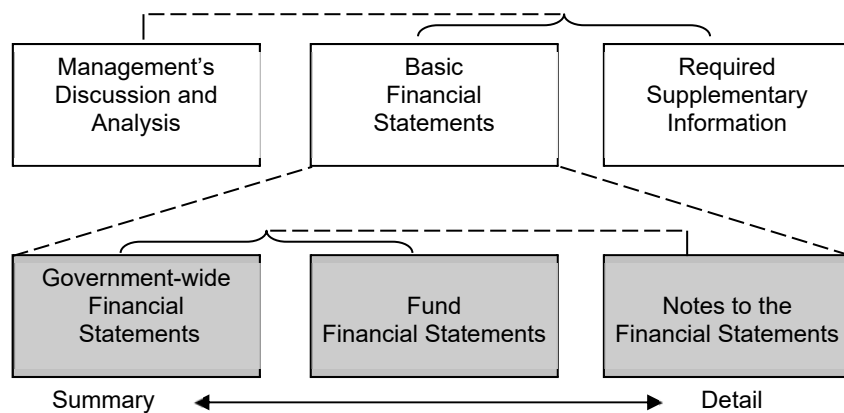 Management’s
Discussion and
Analysis
Basic
Financial
Statements
Required
Supplementary
Information
Government-wide
Financial
Statements
Fund
Financial Statements
Notes to the
Financial Statements
Summary
Detail